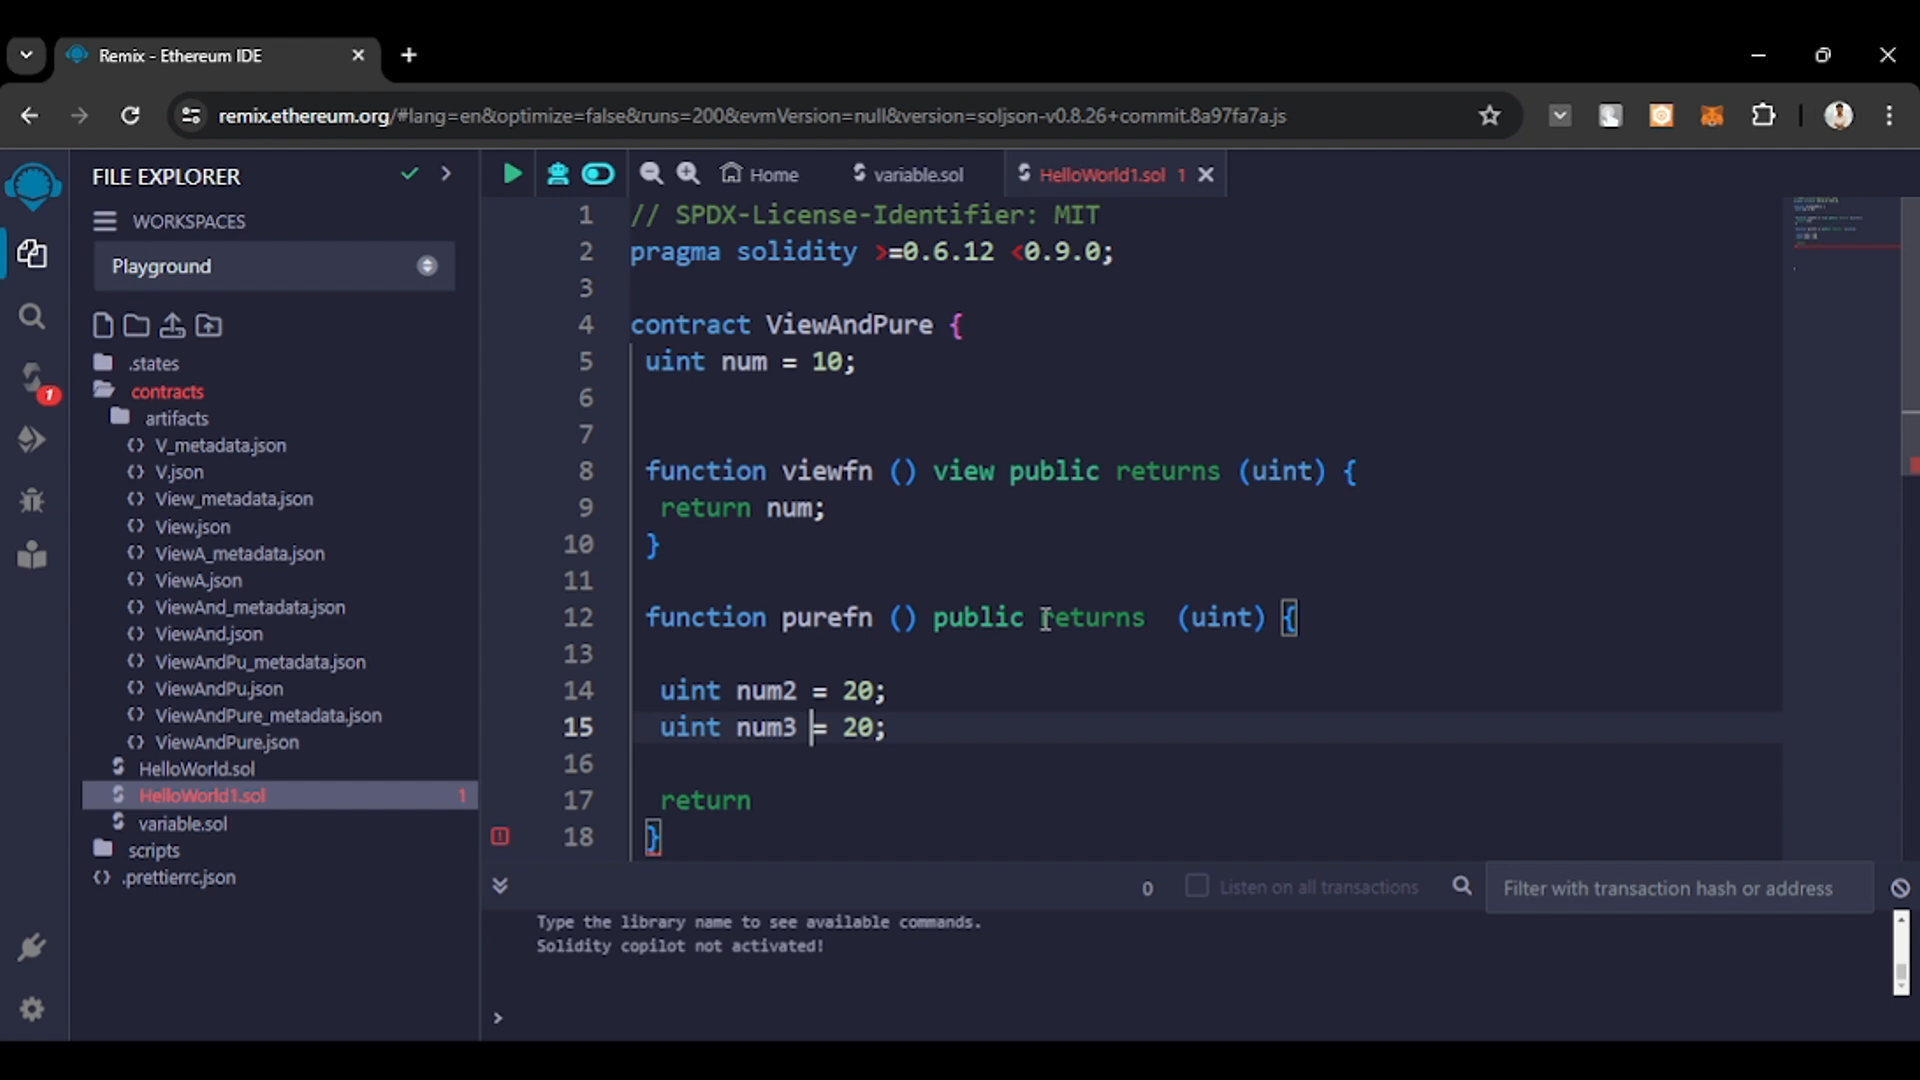 Remix - Ethereum IDE
remix.ethereum.org/#lang=en&optimize=false&runs=200&evmVersion=null&version=soljson-v0.8.26+commit.8a97fa7a.js
FILE EXPLORER
Home
variable.sol
HelloWorld1.sol 1
WORKSPACES
Playground
.states
contracts
artifacts
V_metadata.json
V.json
View_metadata.json
View.json
ViewA_metadata.json
ViewA.json
ViewAnd_metadata.json
ViewAnd.json
ViewAndPu_metadata.json
ViewAndPu.json
ViewAndPure_metadata.json
ViewAndPure.json
HelloWorld.sol
HelloWorld1.sol 1
variable.sol
scripts
.prettierrc.json
1
1 // SPDX-License-Identifier: MIT
2 pragma solidity >=0.6.12 <0.9.0;
3
4 contract ViewAndPure {
5 uint num = 10;
6
7
8 function viewfn () view public returns (uint) {
9 return num;
10 }
11
12 function purefn () public returns (uint) {
13
14 uint num2 = 20;
15 uint num3 = 20;
16
17 return
18 }
0 Listen on all transactions Filter with transaction hash or address
Type the library name to see available commands.
Solidity copilot not activated!
>